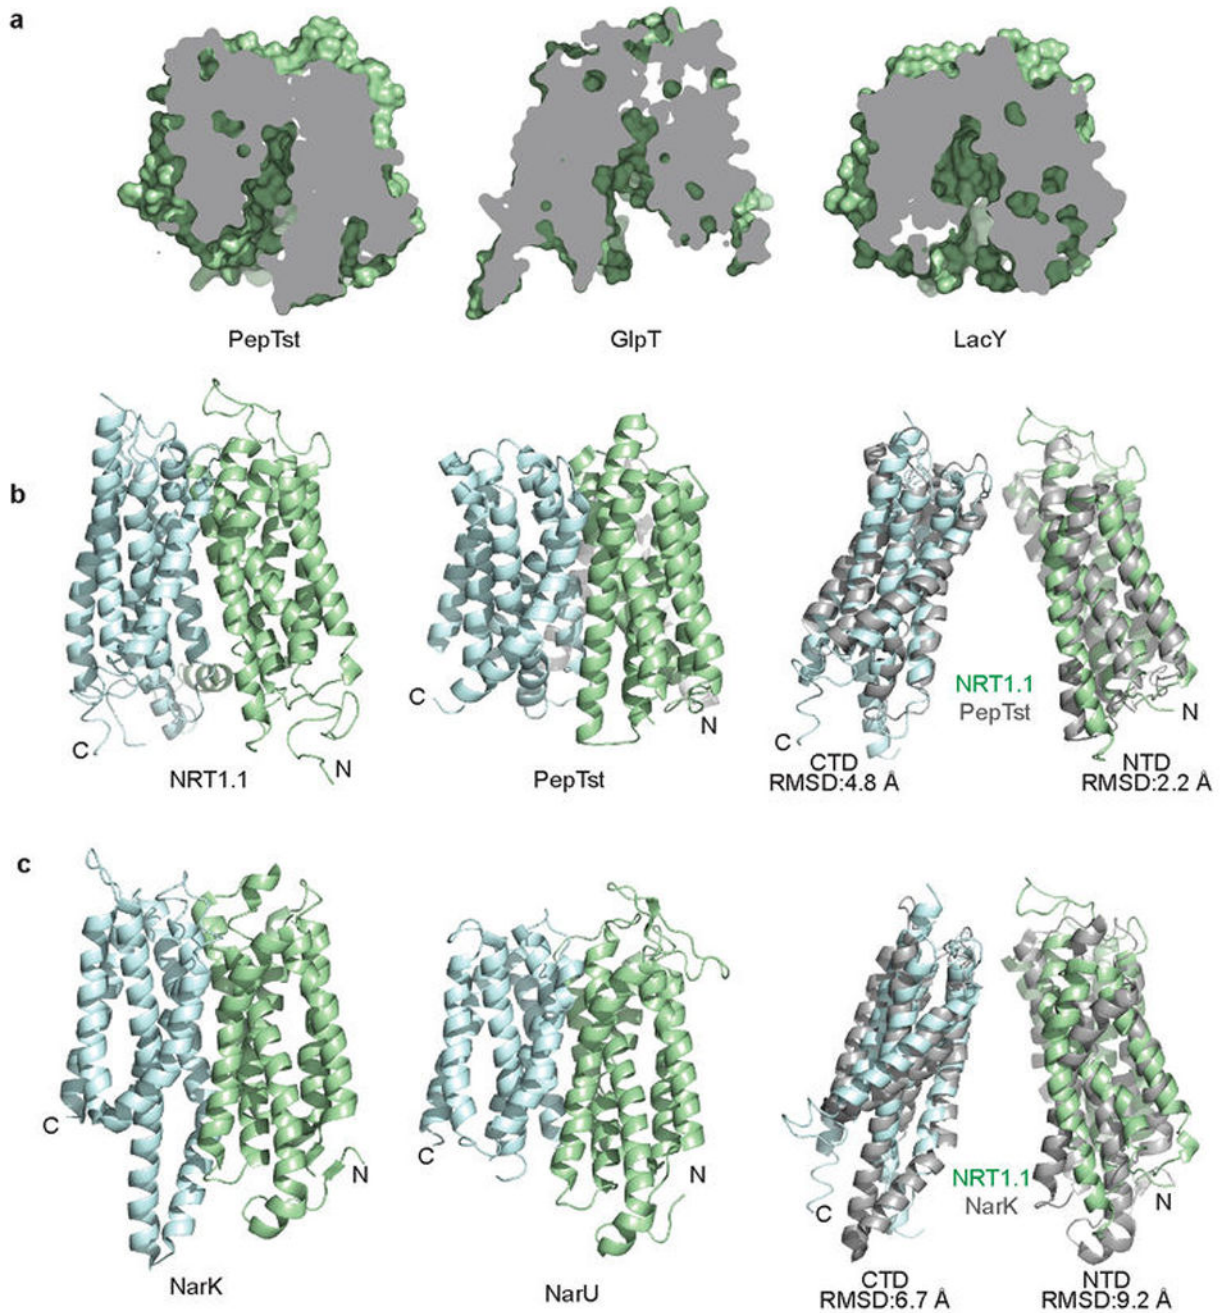 a
PepTst
GlpT
LacY
b
C
NRT1.1
N
C
PepTst
N
NRT1.1
PepTst
C
N
CTD
RMSD:4.8 Å
NTD
RMSD:2.2 Å
c
C
N
NarK
C
N
NarU
NRT1.1
NarK
C
N
CTD
RMSD:6.7 Å
NTD
RMSD:9.2 Å